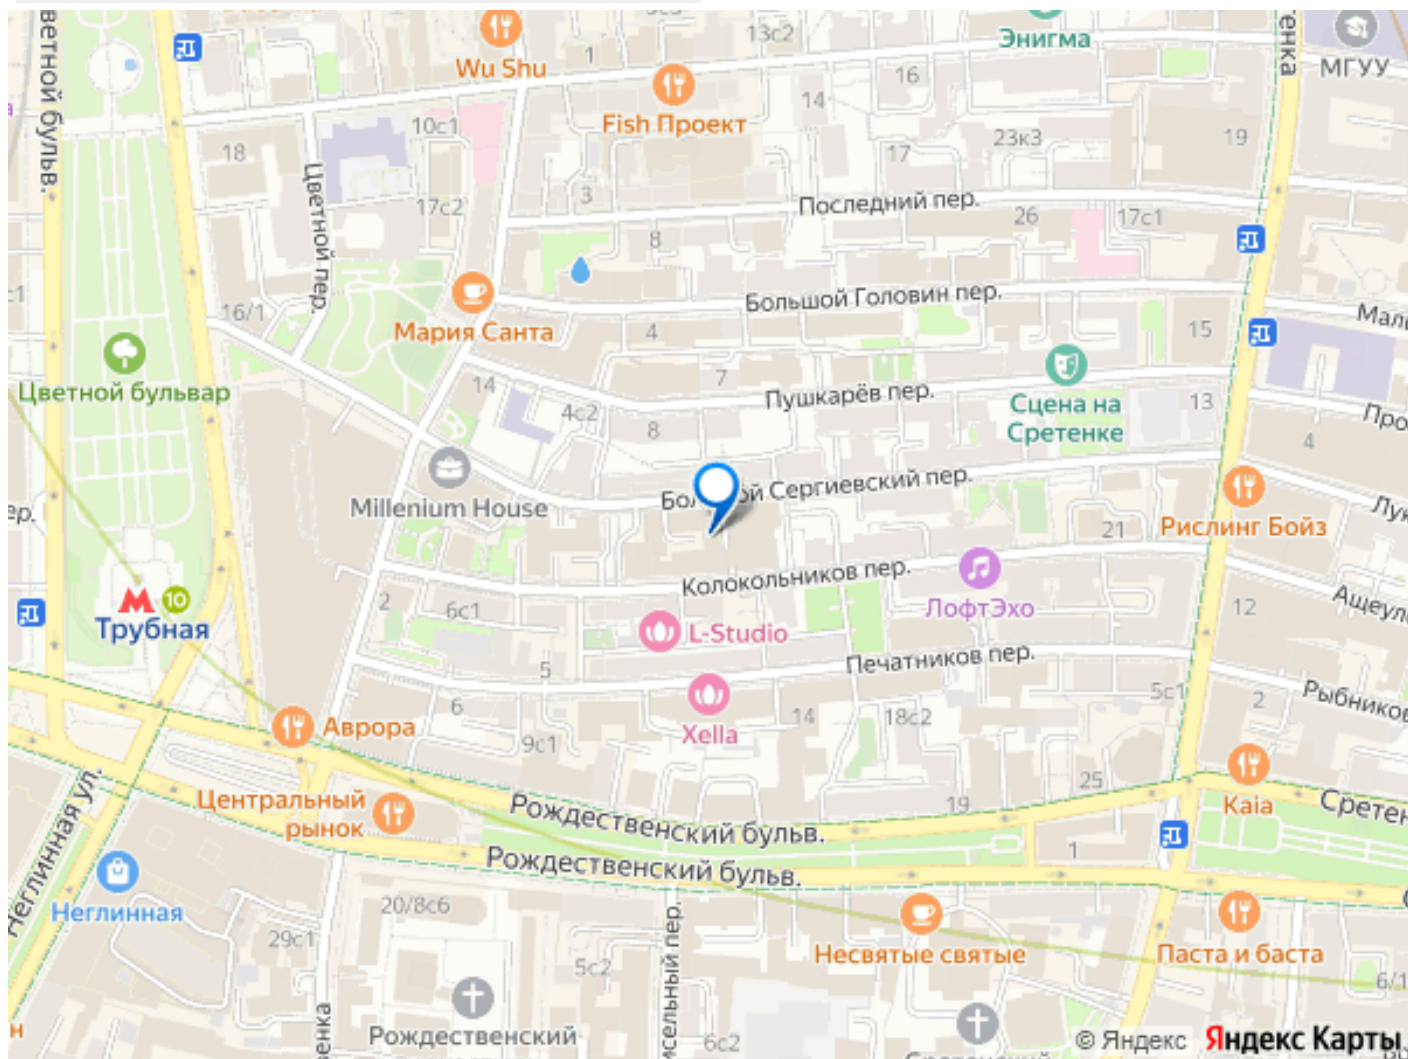 Wu Shu
1
13с2
Энигма
МГУУ
16
14
Fish Проект
10с1
18
23к3
19
17
Цветной бульв.
Цветной пер.
3
17с2
Последний пер.
26
17с1
8
16/1
Большой Головин пер.
Мария Санта
4
15
Цветной бульвар
14
7
Пушкарёв пер.
13
4с2
8
Сцена на
Сретенке
4
Millenium House
Сергиевский пер.
Рислинг Бойз
21
Колокольников пер.
10
Трубная
2
6с1
ЛофтЭхо
12
L-Studio
5
Печатников пер.
5с1
2
6
14
18с2
Xella
Аврора
9с1
25
19
Центральный
рынок
Рождественский бульв.
Kaia
1
Рождественский бульв.
Неглинная ул.
Неглинная
20/8с6
29с1
5с2
Несвятые святые
Паста и баста
6/1
Рождественский
6с2
© Яндекс
Яндекс Карты